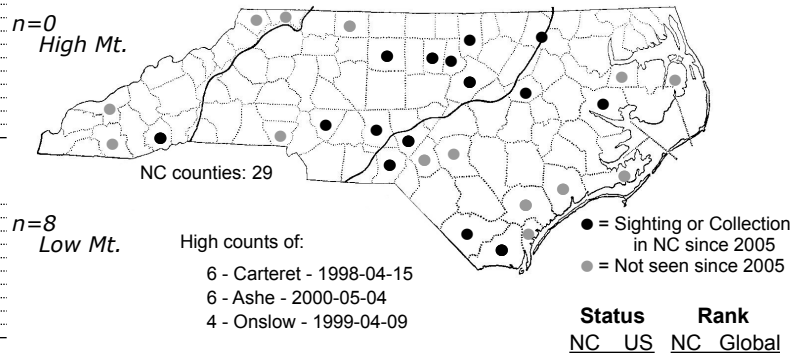 n=0
High Mt.
NC counties: 29
n=8
Low Mt.
High counts of:
6 - Carteret - 1998-04-15
6 - Ashe - 2000-05-04
4 - Onslow - 1999-04-09
= Sighting or Collection
in NC since 2005
= Not seen since 2005
Status Rank
NC US NC Global